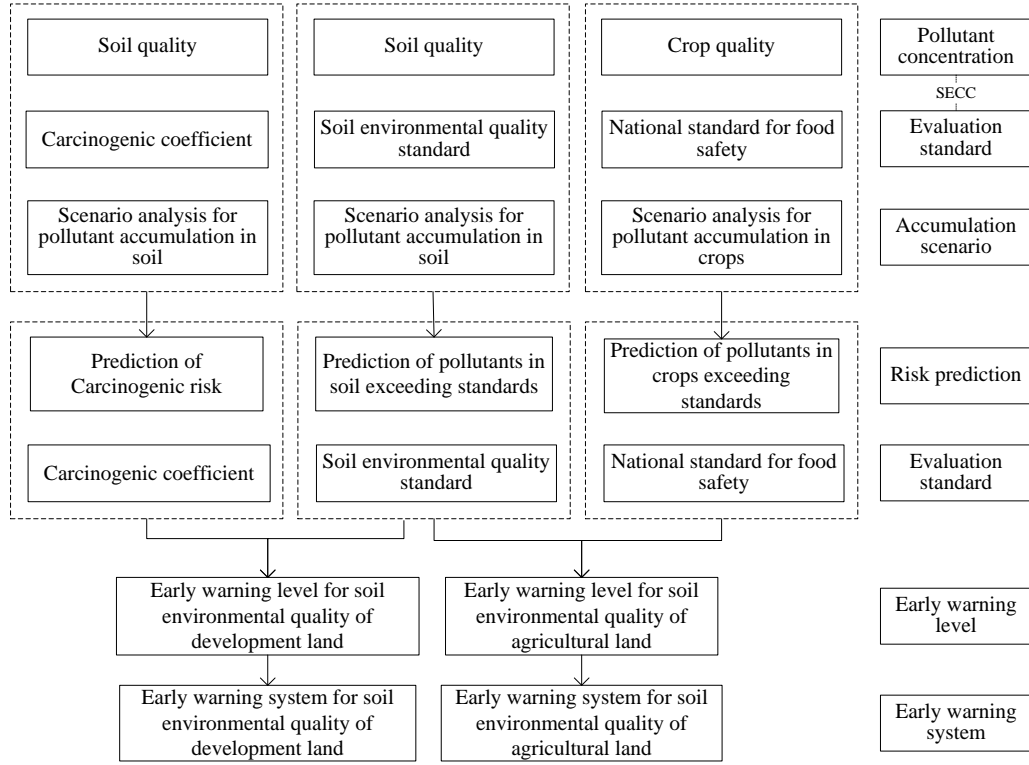 Soil quality
Soil quality
Crop quality
Pollutant
concentration
SECC
Carcinogenic coefficient
Soil environmental quality
standard
National standard for food
safety
Evaluation
standard
Scenario analysis for
pollutant accumulation in
soil
Scenario analysis for
pollutant accumulation in
soil
Scenario analysis for
pollutant accumulation in
crops
Accumulation
scenario
Prediction of
Carcinogenic risk
Prediction of pollutants in
soil exceeding standards
Prediction of pollutants in
crops exceeding
standards
Risk prediction
Carcinogenic coefficient
Soil environmental quality
standard
National standard for food
safety
Evaluation
standard
Early warning level for soil
environmental quality of
development land
Early warning level for soil
environmental quality of
agricultural land
Early warning
level
Early warning system for soil
environmental quality of
development land
Early warning system for soil
environmental quality of
agricultural land
Early warning
system